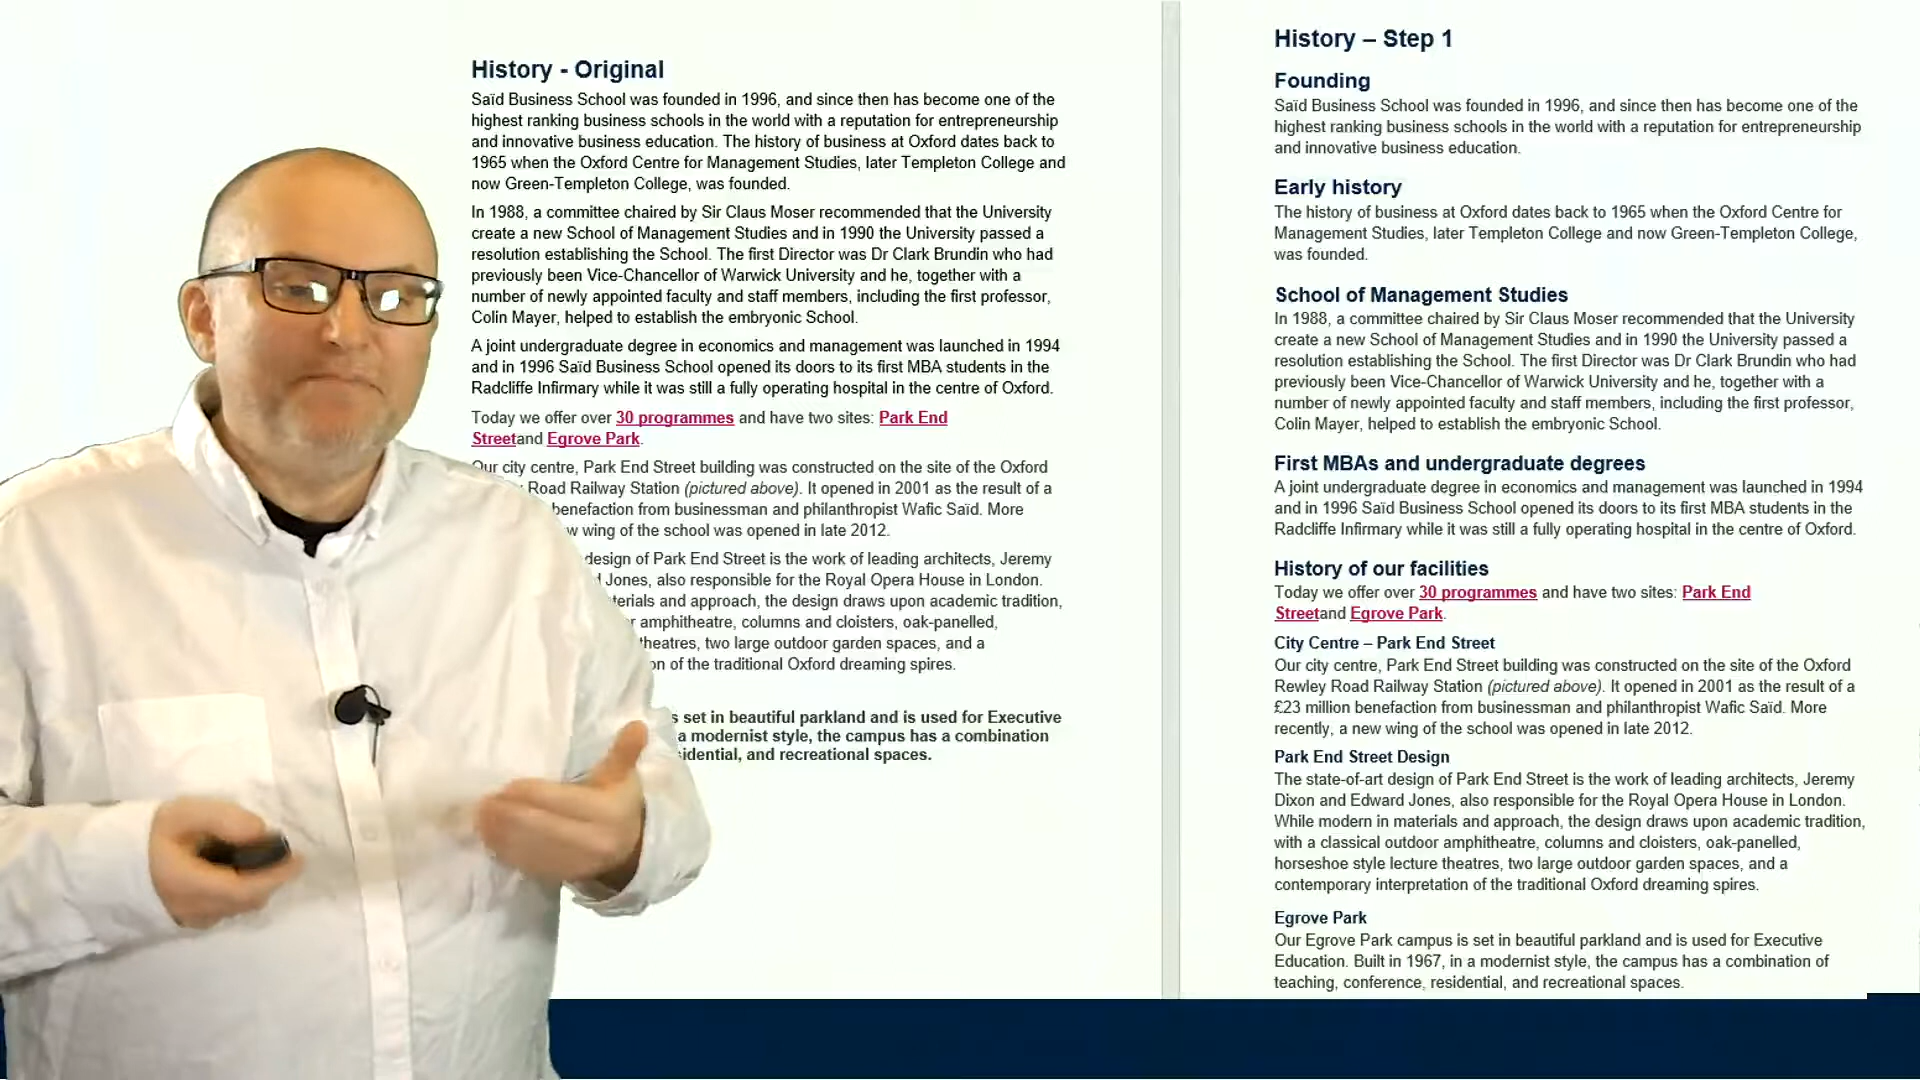 History - Original
Saïd Business School was founded in 1996, and since then has become one of the
highest ranking business schools in the world with a reputation for entrepreneurship
and innovative business education. The history of business at Oxford dates back to
1965 when the Oxford Centre for Management Studies, later Templeton College and
now Green-Templeton College, was founded.
In 1988, a committee chaired by Sir Claus Moser recommended that the University
create a new School of Management Studies and in 1990 the University passed a
resolution establishing the School. The first Director was Dr Clark Brundin who had
previously been Vice-Chancellor of Warwick University and he, together with a
number of newly appointed faculty and staff members, including the first professor,
Colin Mayer, helped to establish the embryonic School.
A joint undergraduate degree in economics and management was launched in 1994
and in 1996 Saïd Business School opened its doors to its first MBA students in the
Radcliffe Infirmary while it was still a fully operating hospital in the centre of Oxford.
Today we offer over 30 programmes and have two sites: Park End
Streetand Egrove Park.
Our city centre, Park End Street building was constructed on the site of the Oxford
Road Railway Station (pictured above). It opened in 2001 as the result of a
benefaction from businessman and philanthropist Wafic Saïd. More
wing of the school was opened in late 2012.
design of Park End Street is the work of leading architects, Jeremy
Jones, also responsible for the Royal Opera House in London.
and approach, the design draws upon academic tradition,
amphitheatre, columns and cloisters, oak-panelled,
theatres, two large outdoor garden spaces, and a
of the traditional Oxford dreaming spires.
set in beautiful parkland and is used for Executive
a modernist style, the campus has a combination
and recreational spaces.
History – Step 1
Founding
Saïd Business School was founded in 1996, and since then has become one of the
highest ranking business schools in the world with a reputation for entrepreneurship
and innovative business education.
Early history
The history of business at Oxford dates back to 1965 when the Oxford Centre for
Management Studies, later Templeton College and now Green-Templeton College,
was founded.
School of Management Studies
In 1988, a committee chaired by Sir Claus Moser recommended that the University
create a new School of Management Studies and in 1990 the University passed a
resolution establishing the School. The first Director was Dr Clark Brundin who had
previously been Vice-Chancellor of Warwick University and he, together with a
number of newly appointed faculty and staff members, including the first professor,
Colin Mayer, helped to establish the embryonic School.
First MBAs and undergraduate degrees
A joint undergraduate degree in economics and management was launched in 1994
and in 1996 Saïd Business School opened its doors to its first MBA students in the
Radcliffe Infirmary while it was still a fully operating hospital in the centre of Oxford.
History of our facilities
Today we offer over 30 programmes and have two sites: Park End
Streetand Egrove Park.
City Centre – Park End Street
Our city centre, Park End Street building was constructed on the site of the Oxford
Rewley Road Railway Station (pictured above). It opened in 2001 as the result of a
£23 million benefaction from businessman and philanthropist Wafic Saïd. More
recently, a new wing of the school was opened in late 2012.
Park End Street Design
The state-of-art design of Park End Street is the work of leading architects, Jeremy
Dixon and Edward Jones, also responsible for the Royal Opera House in London.
While modern in materials and approach, the design draws upon academic tradition,
with a classical outdoor amphitheatre, columns and cloisters, oak-panelled,
horseshoe style lecture theatres, two large outdoor garden spaces, and a
contemporary interpretation of the traditional Oxford dreaming spires.
Egrove Park
Our Egrove Park campus is set in beautiful parkland and is used for Executive
Education. Built in 1967, in a modernist style, the campus has a combination of
teaching, conference, residential, and recreational spaces.